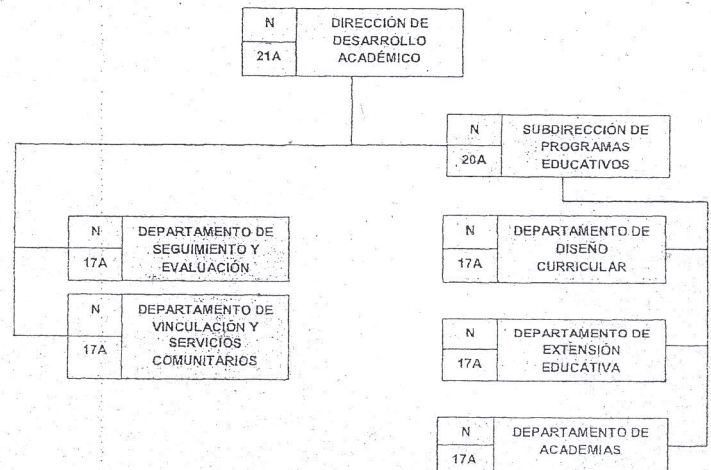 N
21A
DIRECCIÓN DE
DESARROLLO
ACADÉMICO
N
20A
SUBDIRECCIÓN DE
PROGRAMAS
EDUCATIVOS
N
17A
DEPARTAMENTO DE
SEGUIMIENTO Y
EVALUACIÓN
N
17A
DEPARTAMENTO DE
DISEÑO
CURRICULAR
N
17A
DEPARTAMENTO DE
VINCULACIÓN Y
SERVICIOS
COMUNITARIOS
N
17A
DEPARTAMENTO DE
EXTENSIÓN
EDUCATIVA
N
17A
DEPARTAMENTO DE
ACADEMIAS